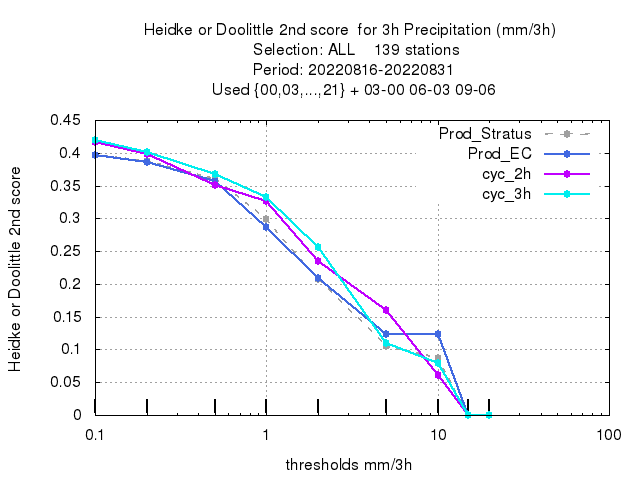 Heidke or Doolittle 2nd score  for 3h Precipitation (mm/3h)
Selection: ALL    139 stations
Period: 20220816-20220831
Used {00,03,...,21} + 03-00 06-03 09-06
Heidke or Doolittle 2nd score
0.45
0.4
0.35
0.3
0.25
0.2
0.15
0.1
0.05
0
Prod_Stratus
Prod_EC
cyc_2h
cyc_3h
0.1 1 10 100
thresholds mm/3h